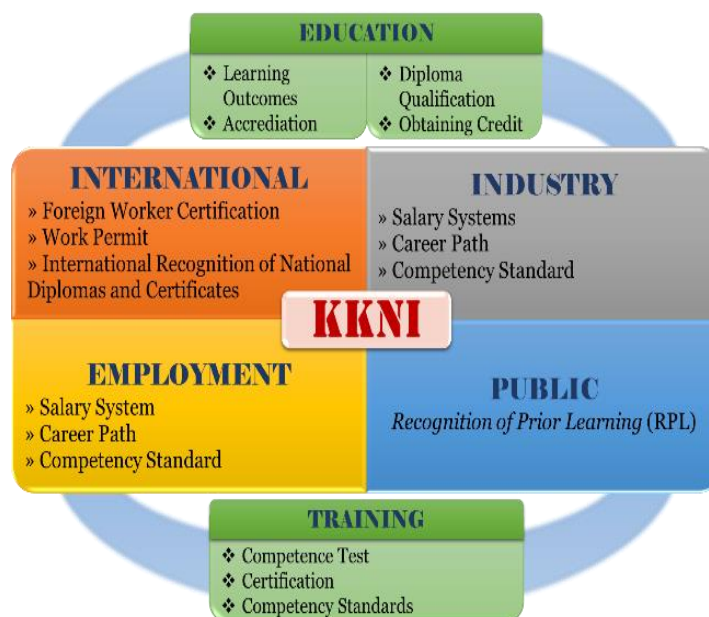 EDUCATION
❖ Learning
Outcomes
❖ Accrediation
❖ Diploma
Qualification
❖ Obtaining Credit
INTERNATIONAL
» Foreign Worker Certification
» Work Permit
» International Recognition of National
Diplomas and Certificates
INDUSTRY
» Salary Systems
» Career Path
» Competency Standard
KKNI
EMPLOYMENT
» Salary System
» Career Path
» Competency Standard
PUBLIC
Recognition of Prior Learning (RPL)
TRAINING
❖ Competence Test
❖ Certification
❖ Competency Standards